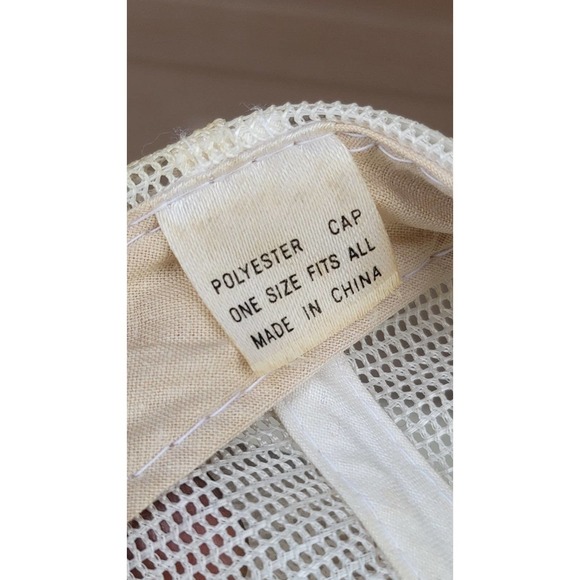 POLYESTER CAP
ONE SIZE FITS ALL
MADE IN CHINA